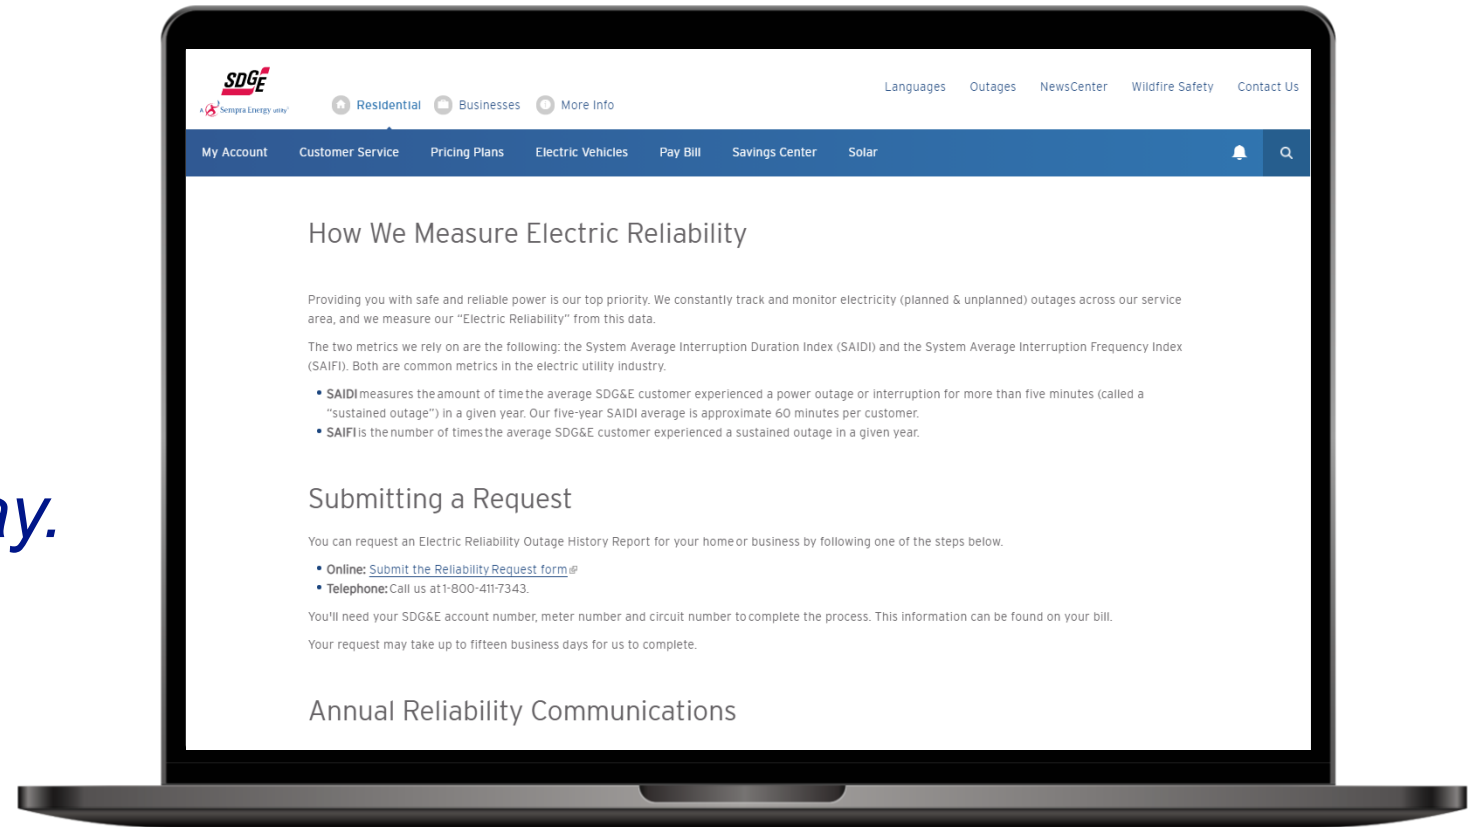 SDGE
A Sempra Energy utility
Residential Businesses More Info
Languages Outages NewsCenter Wildfire Safety Contact Us
My Account Customer Service Pricing Plans Electric Vehicles Pay Bill Savings Center Solar
How We Measure Electric Reliability
Providing you with safe and reliable power is our top priority. We constantly track and monitor electricity (planned & unplanned) outages across our service
area, and we measure our “Electric Reliability” from this data.
The two metrics we rely on are the following: the System Average Interruption Duration Index (SAIDI) and the System Average Interruption Frequency Index
(SAIFI). Both are common metrics in the electric utility industry.
• SAIDI measures the amount of time the average SDG&E customer experienced a power outage or interruption for more than five minutes (called a
“sustained outage”) in a given year. Our five-year SAIDI average is approximate 60 minutes per customer.
• SAIFI is the number of times the average SDG&E customer experienced a sustained outage in a given year.
ay.
Submitting a Request
You can request an Electric Reliability Outage History Report for your home or business by following one of the steps below.
• Online: Submit the Reliability Request form
• Telephone: Call us at 1-800-411-7343.
You'll need your SDG&E account number, meter number and circuit number to complete the process. This information can be found on your bill.
Your request may take up to fifteen business days for us to complete.
Annual Reliability Communications